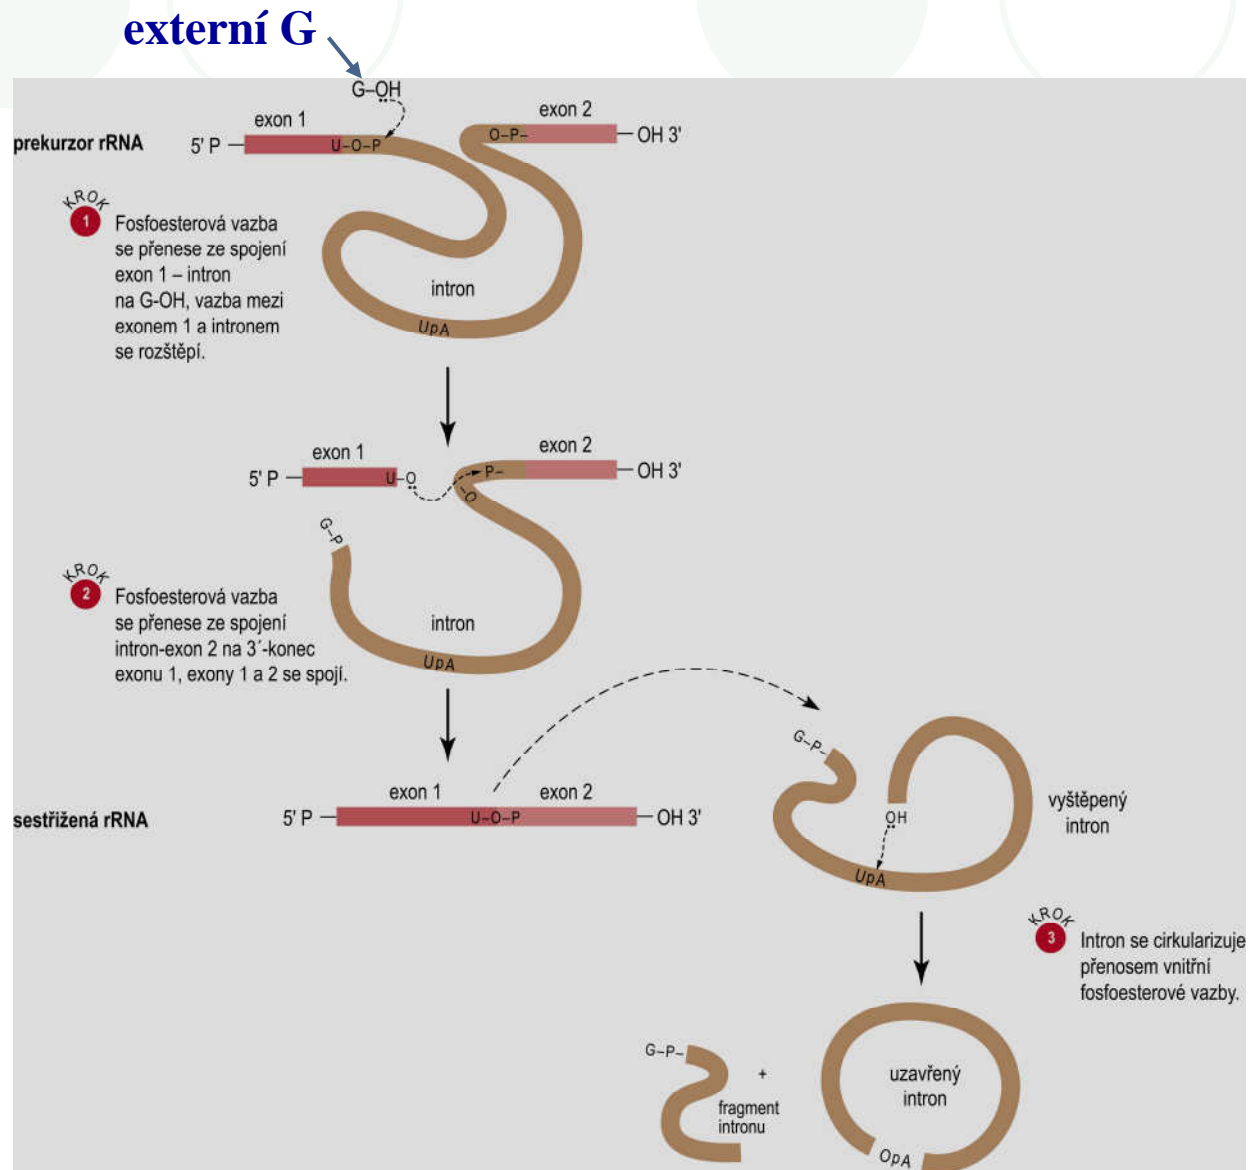 externí G
G–OH
exon 1
exon 2
prekurzor rRNA
5' P
U–O–P
O–P–
OH 3'
KROK
1
Fosfoesterová vazba
se přenese ze spojení
exon 1 – intron
na G-OH, vazba mezi
exonem 1 a intronem
se rozštěpí.
intron
UpA
exon 1
exon 2
5' P
U–O
P–
–O
OH 3'
G–P
KROK
2
Fosfoesterová vazba
se přenese ze spojení
intron-exon 2 na 3´-konec
exonu 1, exony 1 a 2 se spojí.
intron
UpA
G–P–
exon 1
exon 2
sestřižená rRNA
5' P
U–O–P
OH 3'
OH
vyštěpený
intron
UpA
KROK
3
Intron se cirkularizuje
přenosem vnitřní
fosfoesterové vazby.
G–P–
+
fragment
intronu
uzavřený
intron
OpA